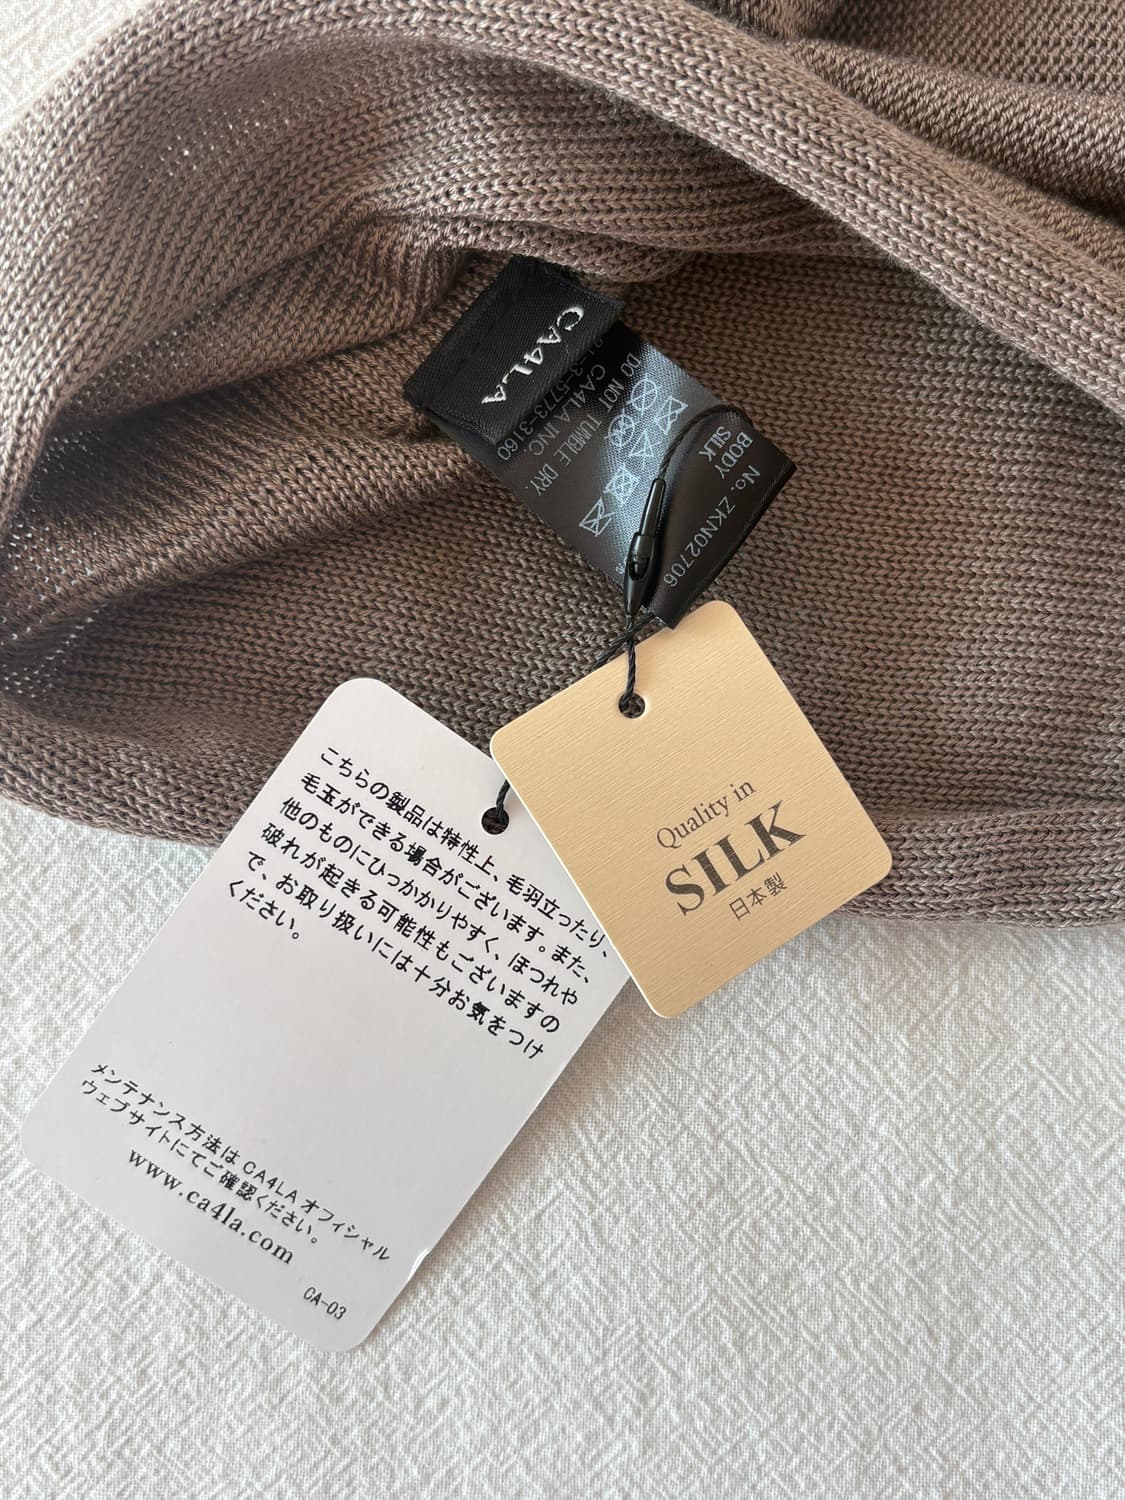 CA4LA
BODY
SILK
No. ZKN02706
DO NOT TUMBLE DRY.
CA4LA INC.
3-5773-3160
Quality in
SILK
日本製
こちらの製品は特性上、毛羽立ったり、
毛玉ができる場合がございます。また、
他のものにひっかかりやすく、ほつれや
破れが起きる可能性もございますの
で、お取り扱いには十分お気をつけ
ください。
メンテナンス方法は CA4LA オフィシャル
ウェブサイトにてご確認ください。
www.ca4la.com
CA-03